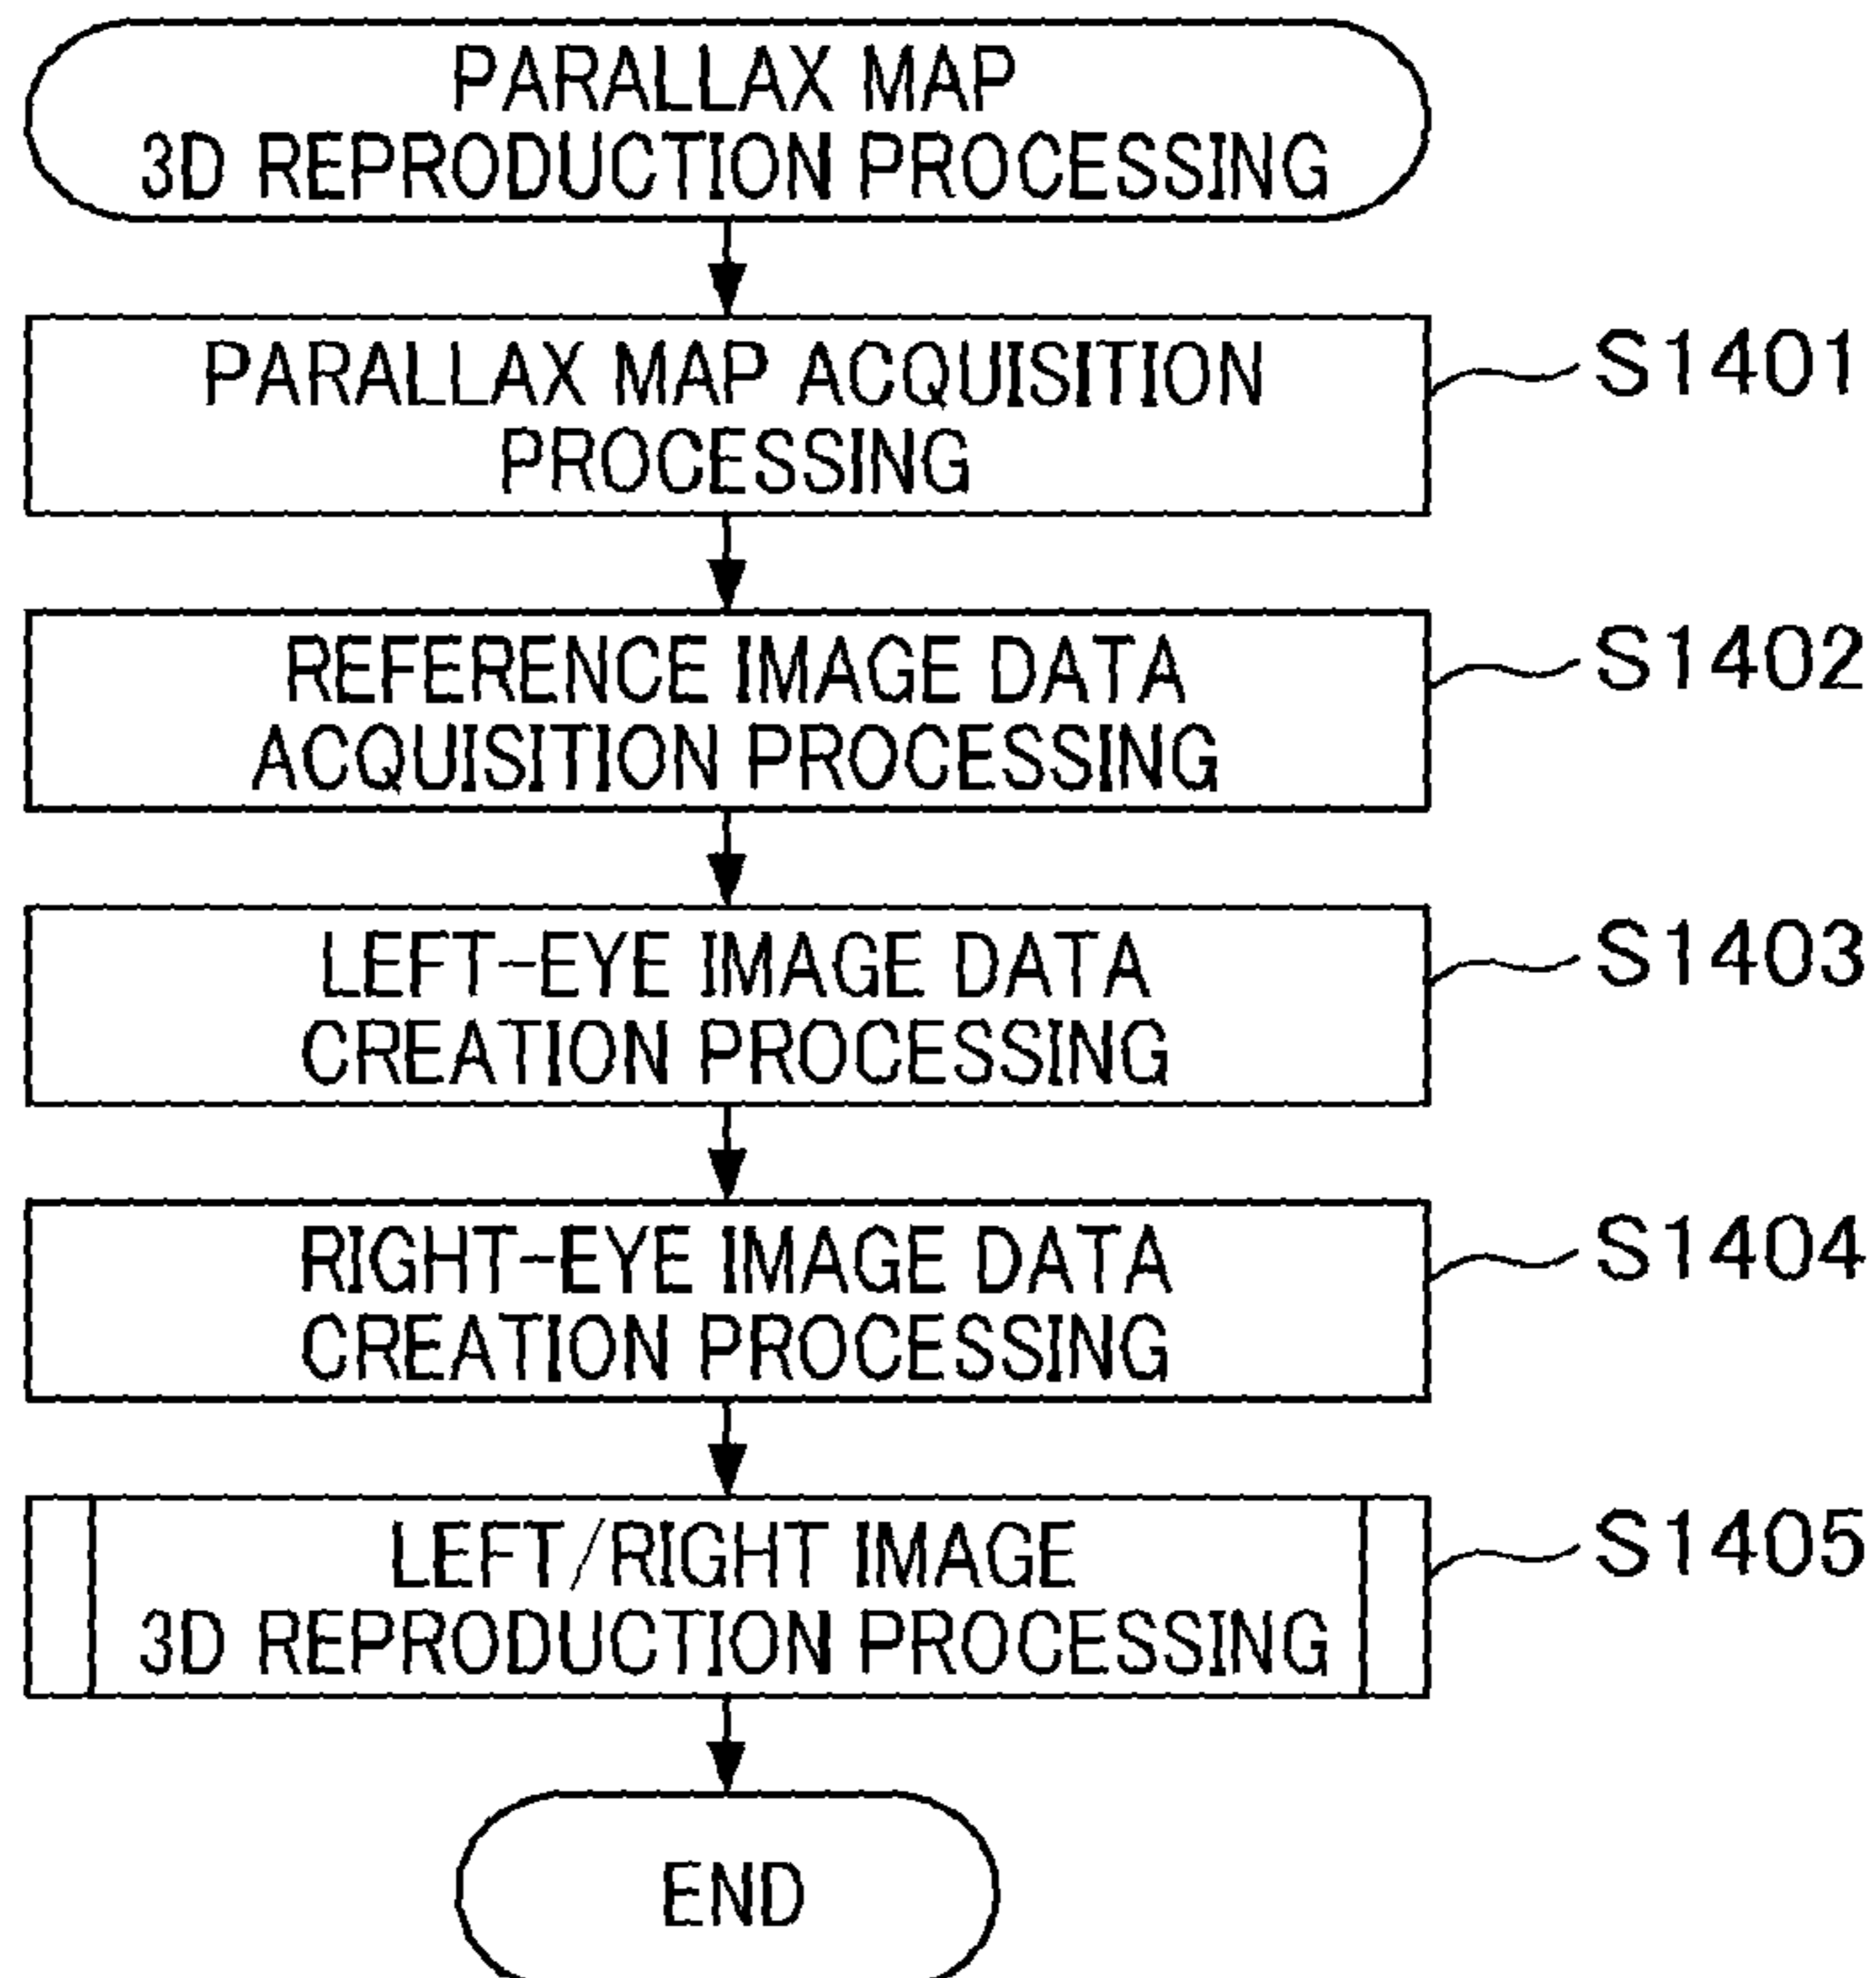 PARALLAX MAP
3D REPRODUCTION PROCESSING
PARALLAX MAP ACQUISITION
PROCESSING
S1401
REFERENCE IMAGE DATA
ACQUISITION PROCESSING
S1402
LEFT-EYE IMAGE DATA
CREATION PROCESSING
S1403
RIGHT-EYE IMAGE DATA
CREATION PROCESSING
S1404
LEFT/RIGHT IMAGE
3D REPRODUCTION PROCESSING
S1405
END